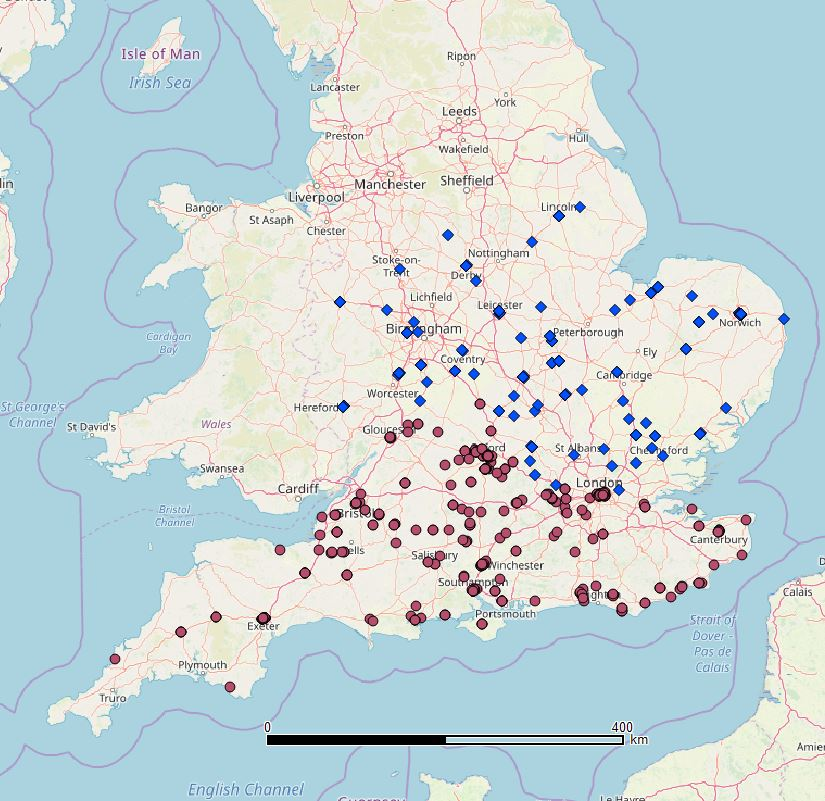 Isle of Man
Irish Sea
Ripon
Lancaster
York
Leeds
Preston
Wakefield
Hull
Manchester
Sheffield
Liverpool
Bangor
St Asaph
Chester
Lincoln
Stoke-on-
Trent
Nottingham
Derby
Lichfield
Leicester
Peterborough
Norwich
Birmingham
Cardigan
Bay
Coventry
Ely
Cambridge
Worcester
Hereford
St George's
Channel
St David's
Wales
Gloucester
Oxford
St Albans
Chelmsford
Swansea
Cardiff
London
Bristol
Channel
Bristol
Canterbury
Wells
Salisbury
Winchester
Southampton
Calais
Brighton
Portsmouth
Exeter
Strait of
Dover -
Pas de
Calais
Plymouth
Truro
0
400
km
English Channel
Guernsey
Le Havre